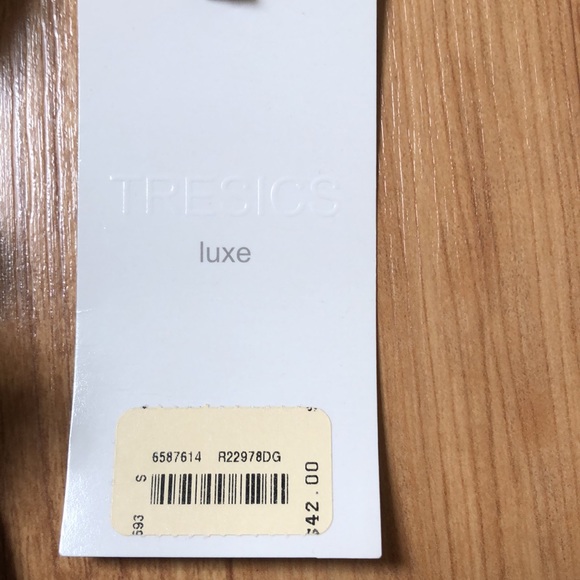 TRESICS
luxe
6587614 R22978DG
S
$42.00